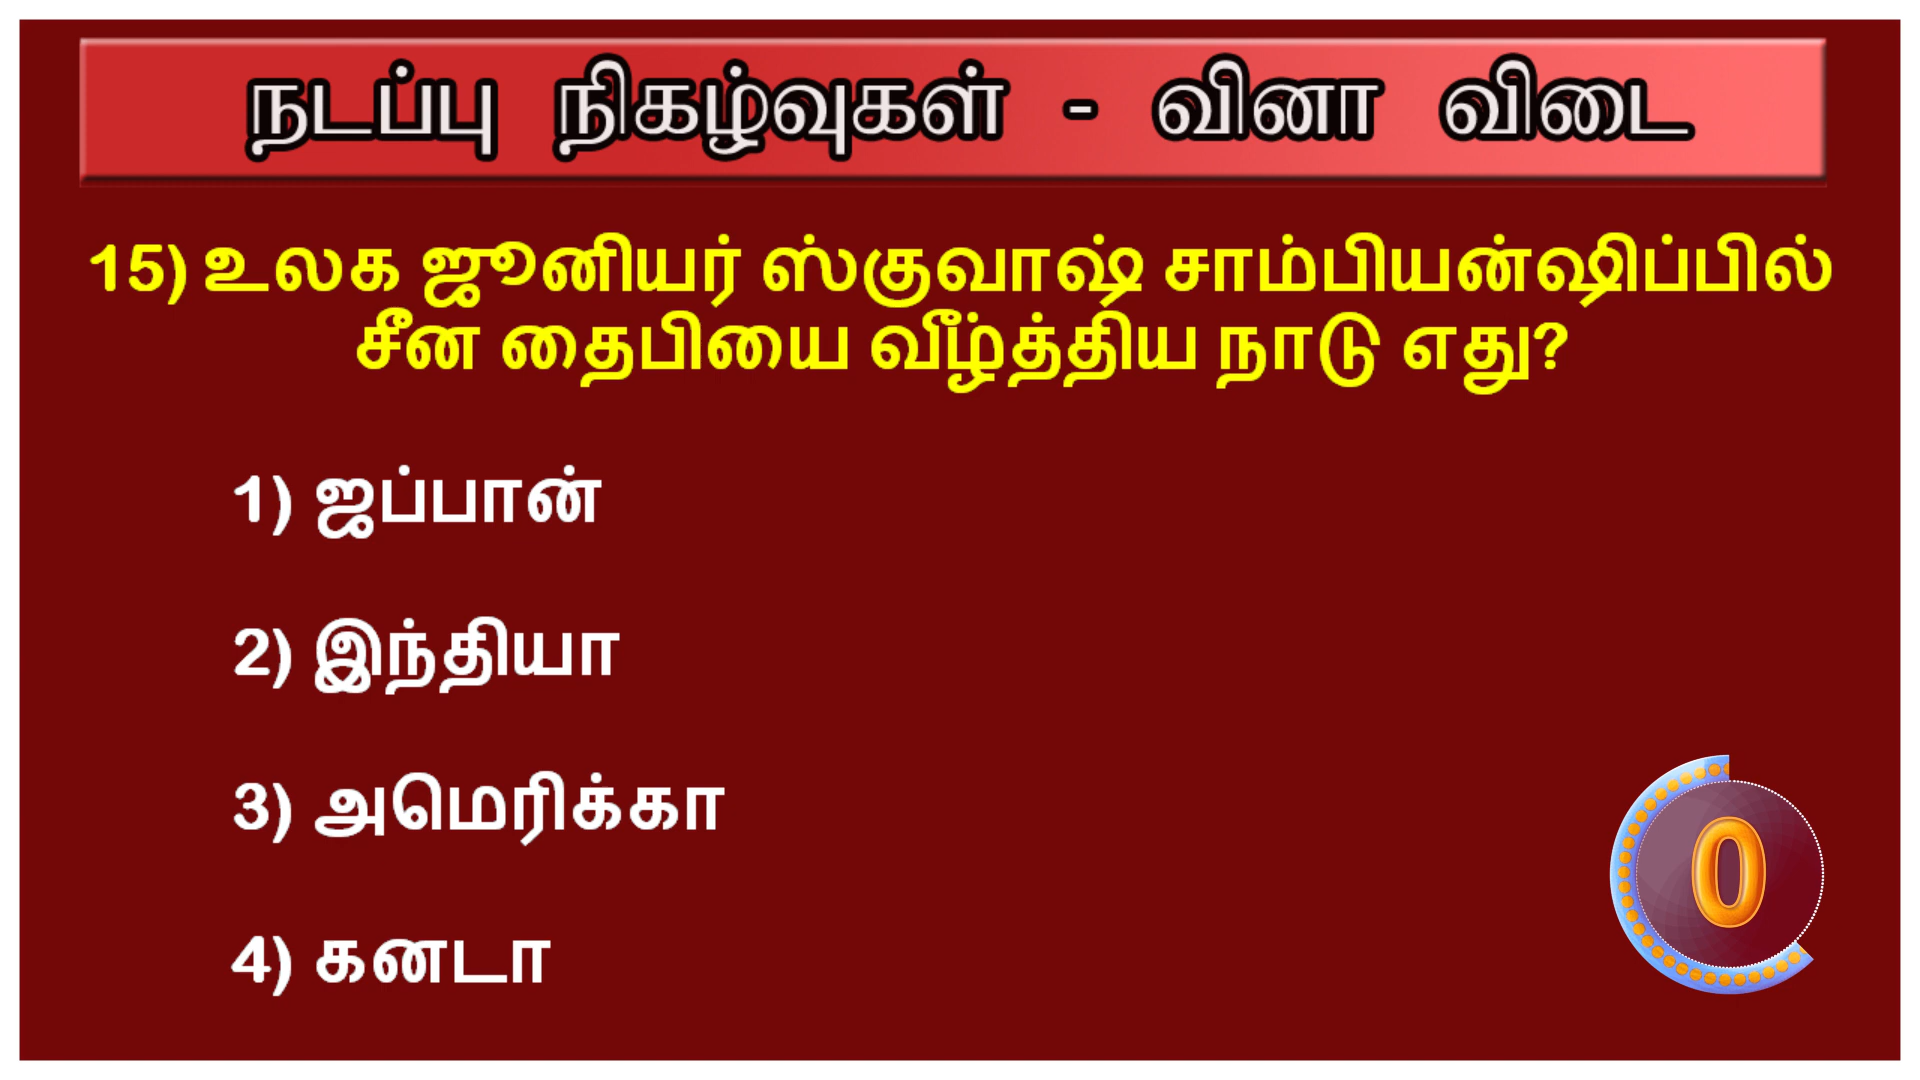 நடப்பு நிகழ்வுகள் - வினா விடை
15) உலக ஜூனியர் ஸ்குவாஷ் சாம்பியன்ஷிப்பில்
சீன தைபியை வீழ்த்திய நாடு எது?
1) ஜப்பான்
2) இந்தியா
3) அமெரிக்கா
4) கனடா
0